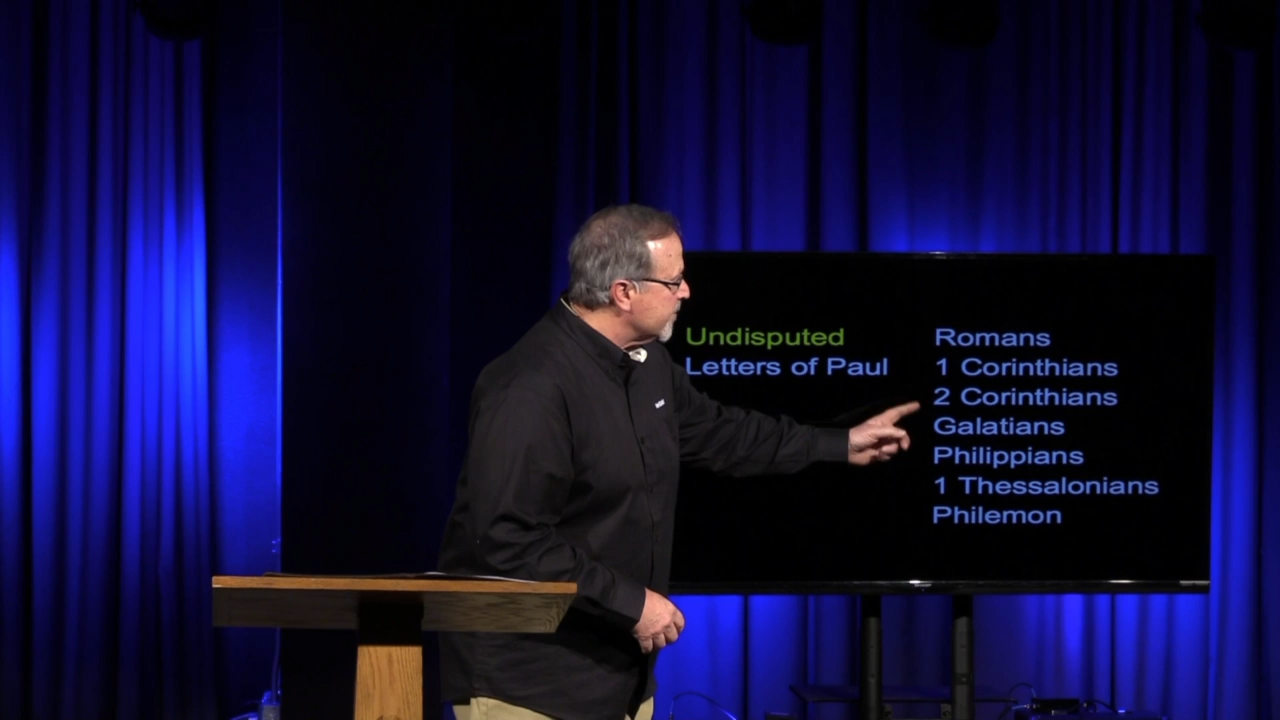 Undisputed
Letters of Paul
Romans
1 Corinthians
2 Corinthians
Galatians
Philippians
1 Thessalonians
Philemon